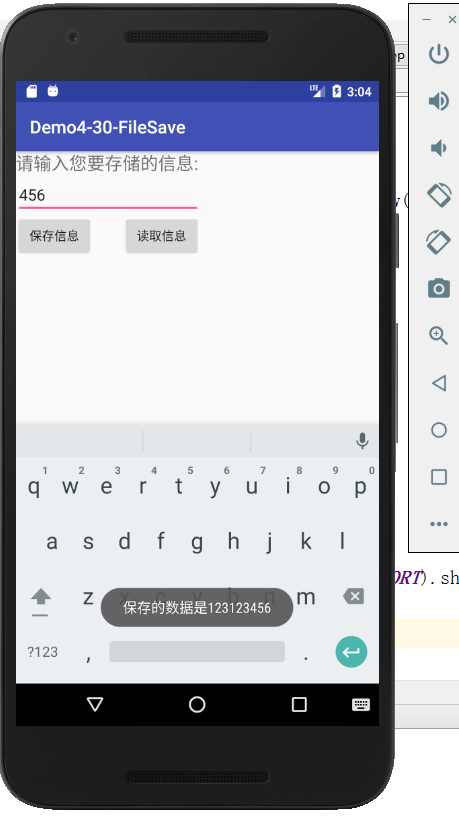 LTE 3:04
Demo4-30-FileSave
请输入您要存储的信息:
456
保存信息 读取信息
1 2 3 4 5 6 7 8 9 0
q w e r t y u i o p
a s d f g h j k l
z x c v b n m
保存的数据是123123456
?123 , .
ORT).sh